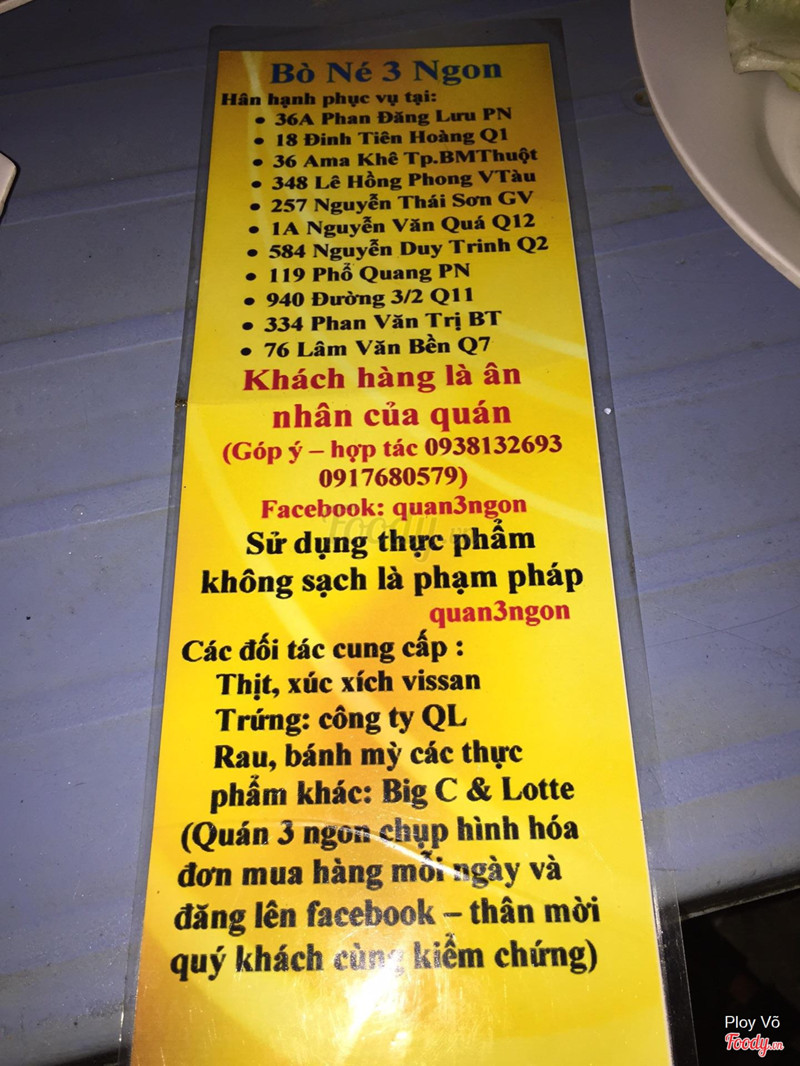 Bò Né 3 Ngon
Hân hạnh phục vụ tại:
• 36A Phan Đăng Lưu PN
• 18 Đinh Tiên Hoàng Q1
• 36 Ama Khê Tp.BMThuột
• 348 Lê Hồng Phong VTàu
• 257 Nguyễn Thái Sơn GV
• 1A Nguyễn Văn Quá Q12
• 584 Nguyễn Duy Trinh Q2
• 119 Phổ Quang PN
• 940 Đường 3/2 Q11
• 334 Phan Văn Trị BT
• 76 Lâm Văn Bền Q7
Khách hàng là ân
nhân của quán
(Góp ý – hợp tác 0938132693
0917680579)
Facebook: quan3ngon
Foody.vn
Sử dụng thực phẩm
không sạch là phạm pháp
quan3ngon
Các đối tác cung cấp :
Thịt, xúc xích vissan
Trứng: công ty QL
Rau, bánh mỳ các thực
phẩm khác: Big C & Lotte
(Quán 3 ngon chụp hình hóa
đơn mua hàng mỗi ngày và
đăng lên facebook – thân mời
quý khách cùng kiểm chứng)
Ploy Võ
Foody.vn